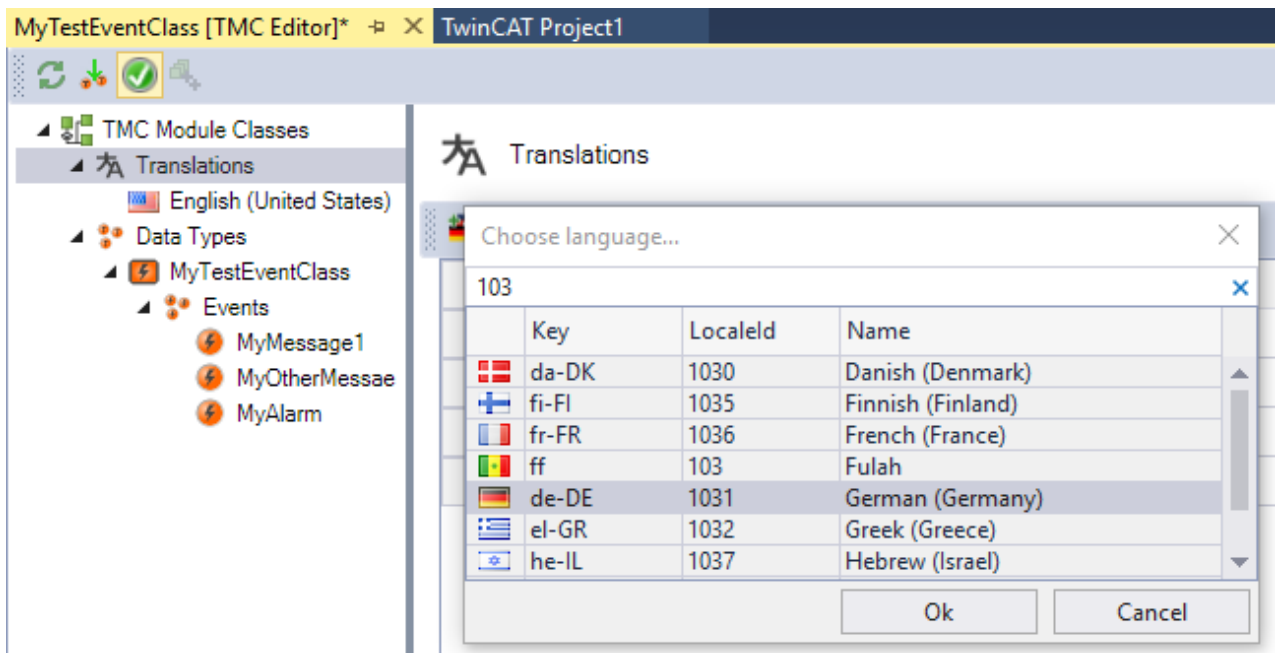 MyTestEventClass [TMC Editor]* TwinCAT Project1
TMC Module Classes
Translations
English (United States)
Data Types
MyTestEventClass
Events
MyMessage1
MyOtherMessae
MyAlarm
Translations
Choose language...
103
Key LocaleId Name
da-DK 1030 Danish (Denmark)
fi-FI 1035 Finnish (Finland)
fr-FR 1036 French (France)
ff 103 Fulah
de-DE 1031 German (Germany)
el-GR 1032 Greek (Greece)
he-IL 1037 Hebrew (Israel)
Ok Cancel